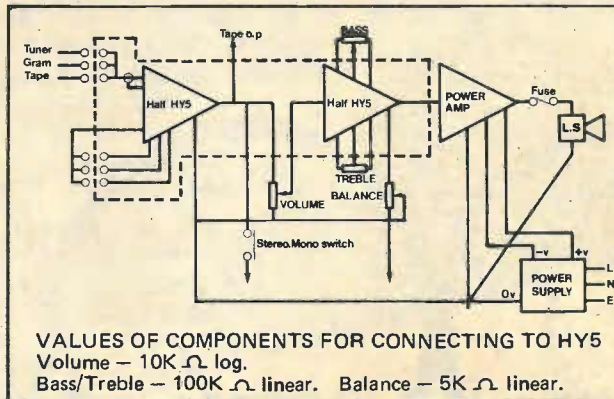 Tuner
Gram
Tape
Tape o.p
Half HY5
BASS
Half HY5
TREBLE
VOLUME
BALANCE
Stereo.Mono switch
POWER
AMP
Fuse
L.S
-v
+v
0v
POWER
SUPPLY
L
N
E
VALUES OF COMPONENTS FOR CONNECTING TO HY5
Volume – 10K Ω log.
Bass/Treble – 100K Ω linear. Balance – 5K Ω linear.